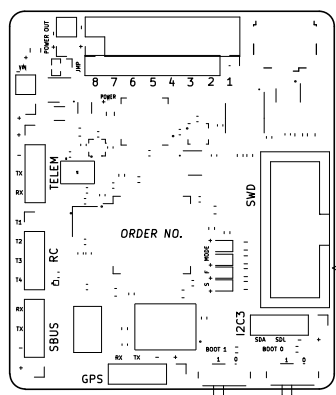 POWER OUT
VIN
JMP
8 7 6 5 4 3 2 1
POWER
TELEM
TX
RX
SWD
T1
T2
T3
T4
RC
ORDER NO.
MODE
F
S
I2C3
SDA SDL - +
RX
TX
SBUS
BOOT 1
1 0
BOOT 0
1 0
GPS
RX TX - +